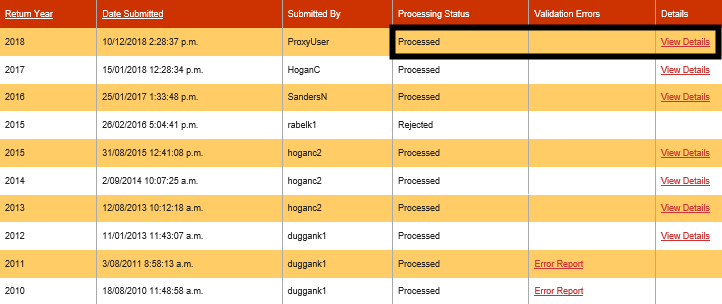 Return Year Date Submitted Submitted By Processing Status Validation Errors Details
2018 10/12/2018 2:28:37 p.m. ProxyUser Processed View Details
2017 15/01/2018 12:28:34 p.m. HoganC Processed View Details
2016 25/01/2017 1:33:48 p.m. SandersN Processed View Details
2015 26/02/2016 5:04:41 p.m. rabelk1 Rejected
2015 31/08/2015 12:41:08 p.m. hoganc2 Processed View Details
2014 2/09/2014 10:07:25 a.m. hoganc2 Processed View Details
2013 12/08/2013 10:12:18 a.m. hoganc2 Processed View Details
2012 11/01/2013 11:43:07 a.m. duggank1 Processed View Details
2011 3/08/2011 8:58:13 a.m. duggank1 Processed Error Report
2010 18/08/2010 11:48:58 a.m. duggank1 Processed Error Report